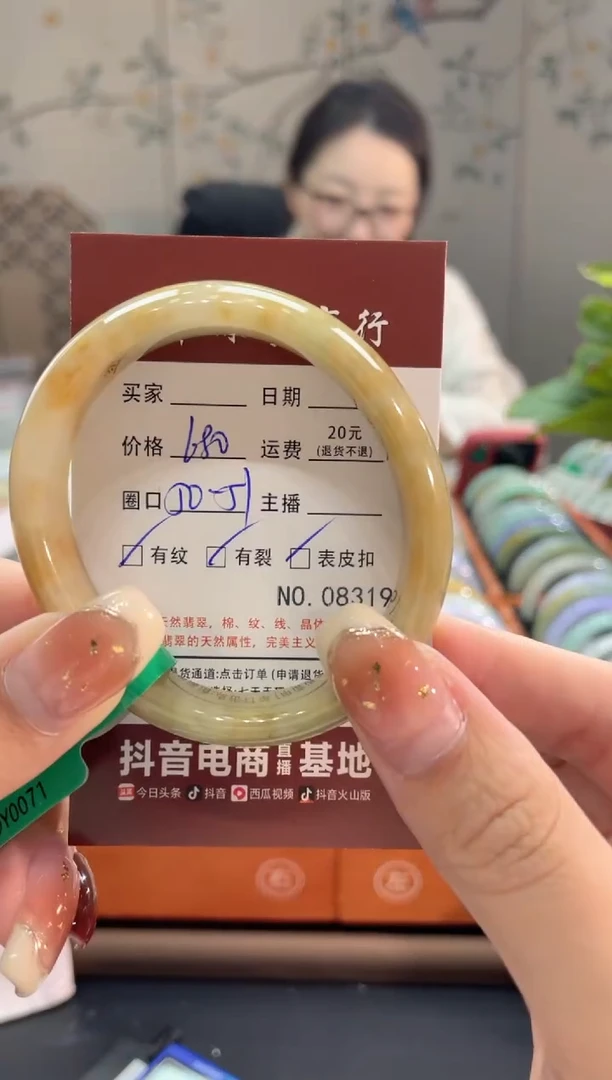 行
买家 日期
价格 680 运费 20元
(退货不退)
圈口 主播
有纹 有裂 表皮扣
NO. 08319
天然翡翠，棉、纹、线、晶体
翡翠的天然属性，完美主义
货通道:点击订单(申请退货
抖音电商直播基地
今日头条 抖音 西瓜视频 抖音火山版
Y0071